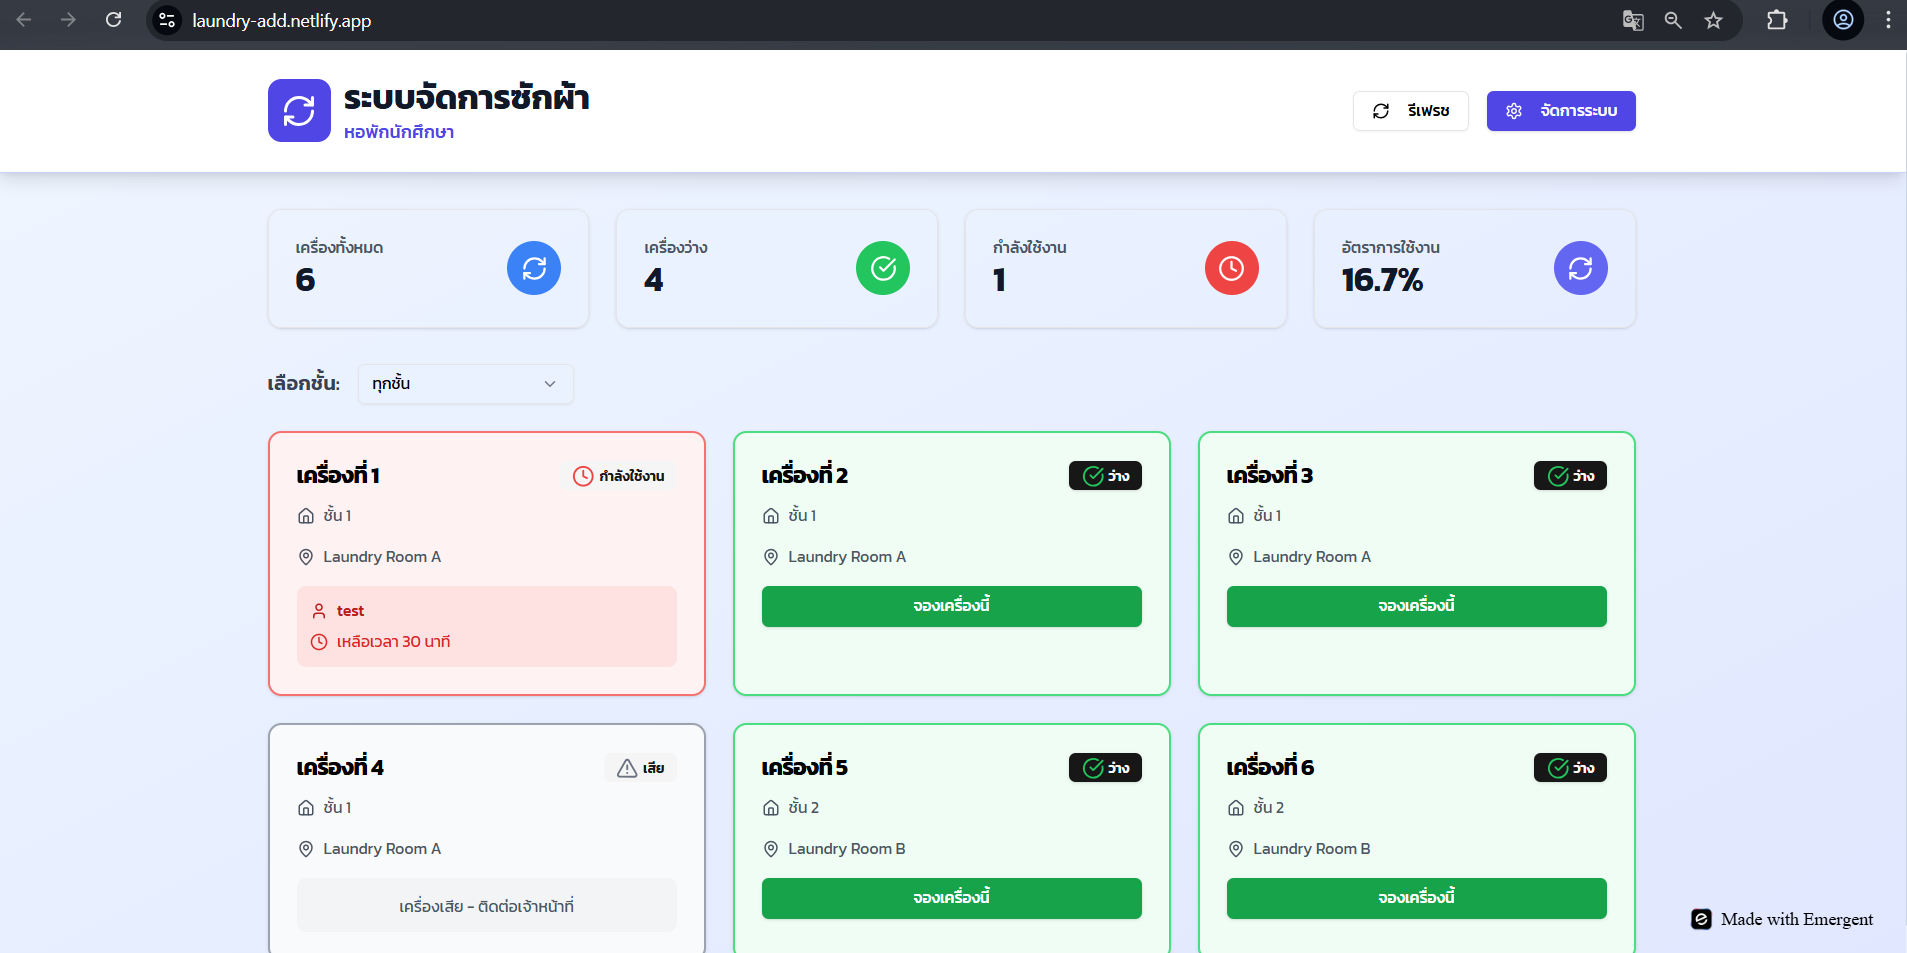 laundry-add.netlify.app
ระบบจัดการซักผ้า
หอพักนักศึกษา
รีเฟรช
จัดการระบบ
เครื่องทั้งหมด
6
เครื่องว่าง
4
กำลังใช้งาน
1
อัตราการใช้งาน
16.7%
เลือกชั้น:
ทุกชั้น
เครื่องที่ 1
กำลังใช้งาน
ชั้น 1
Laundry Room A
test
เหลือเวลา 30 นาที
เครื่องที่ 2
ว่าง
ชั้น 1
Laundry Room A
จองเครื่องนี้
เครื่องที่ 3
ว่าง
ชั้น 1
Laundry Room A
จองเครื่องนี้
เครื่องที่ 4
เสีย
ชั้น 1
Laundry Room A
เครื่องเสีย - ติดต่อเจ้าหน้าที่
เครื่องที่ 5
ว่าง
ชั้น 2
Laundry Room B
จองเครื่องนี้
เครื่องที่ 6
ว่าง
ชั้น 2
Laundry Room B
จองเครื่องนี้
Made with Emergent